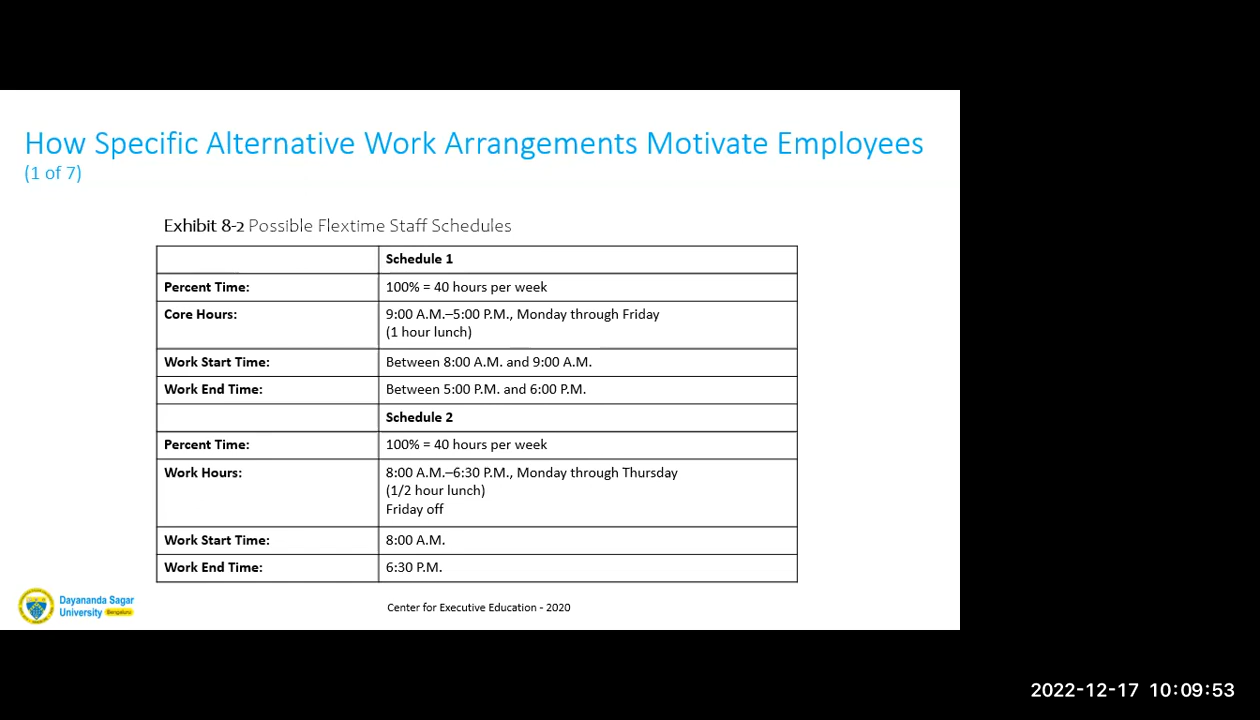 How Specific Alternative Work Arrangements Motivate Employees
(1 of 7)
Exhibit 8-2 Possible Flextime Staff Schedules
Schedule 1
Percent Time: 100% = 40 hours per week
Core Hours: 9:00 A.M.–5:00 P.M., Monday through Friday
(1 hour lunch)
Work Start Time: Between 8:00 A.M. and 9:00 A.M.
Work End Time: Between 5:00 P.M. and 6:00 P.M.
Schedule 2
Percent Time: 100% = 40 hours per week
Work Hours: 8:00 A.M.–6:30 P.M., Monday through Thursday
(1/2 hour lunch)
Friday off
Work Start Time: 8:00 A.M.
Work End Time: 6:30 P.M.
Dayananda Sagar
University Bengaluru
Center for Executive Education - 2020
2022-12-17 10:09:53